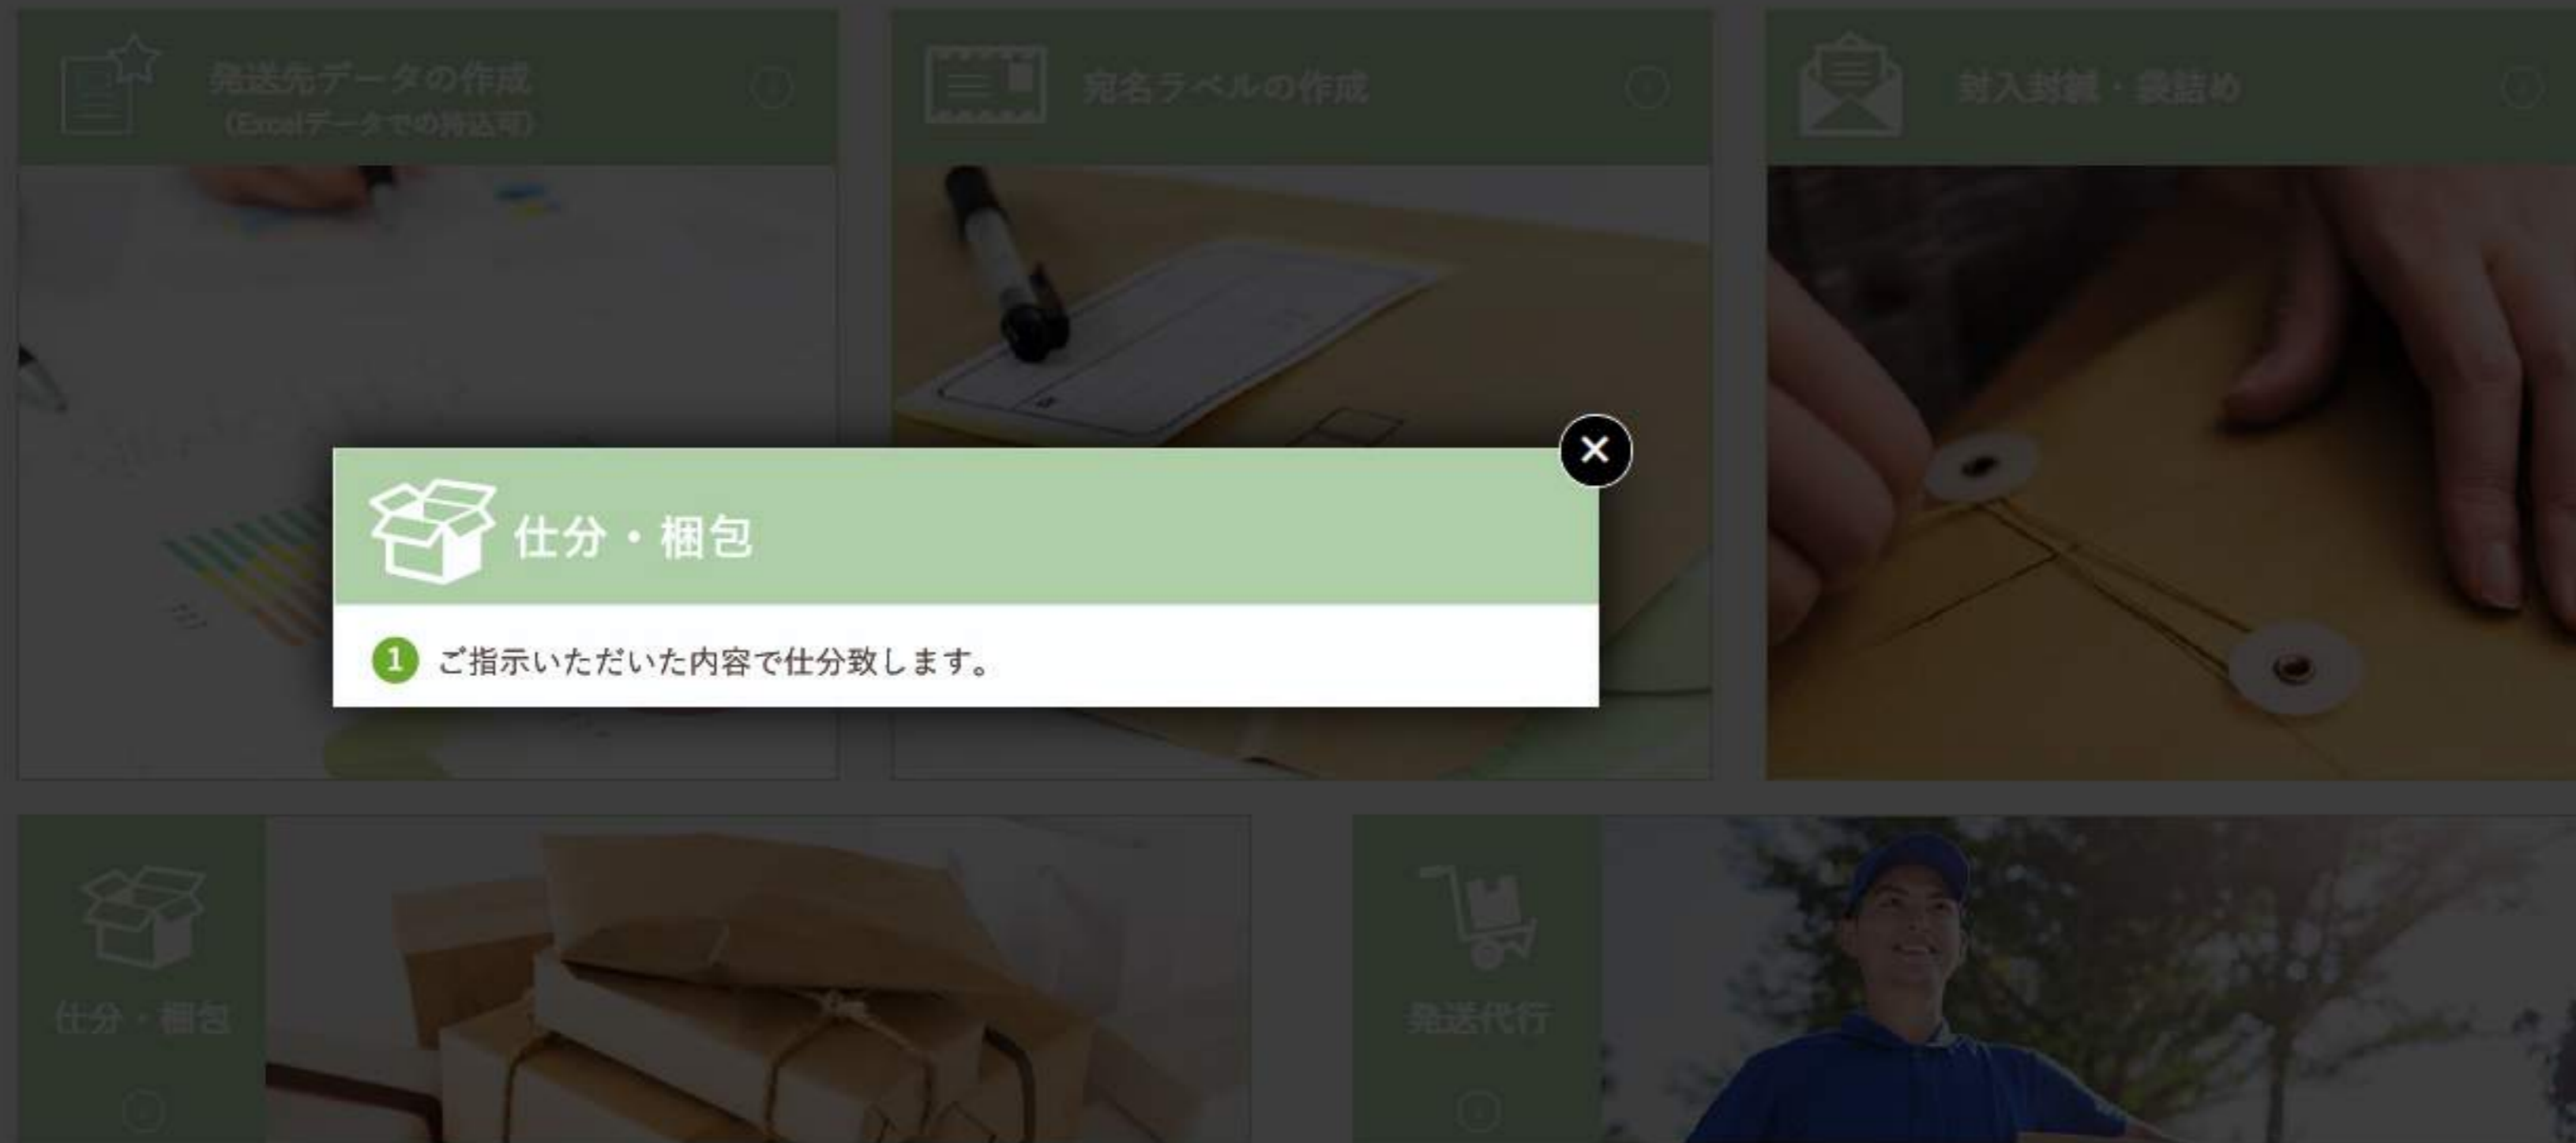 発送先データの作成
(Excelデータでの持込可)
宛名ラベルの作成
封入封緘・袋詰め
仕分・梱包
1 ご指示いただいた内容で仕分致します。
仕分・梱包
発送代行